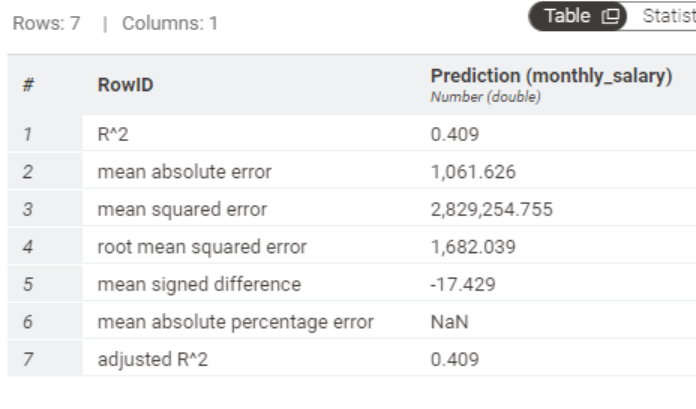 Rows: 7 | Columns: 1
Table Statist
# RowID Prediction (monthly_salary)
Number (double)
1 R^2 0.409
2 mean absolute error 1,061.626
3 mean squared error 2,829,254.755
4 root mean squared error 1,682.039
5 mean signed difference -17.429
6 mean absolute percentage error NaN
7 adjusted R^2 0.409